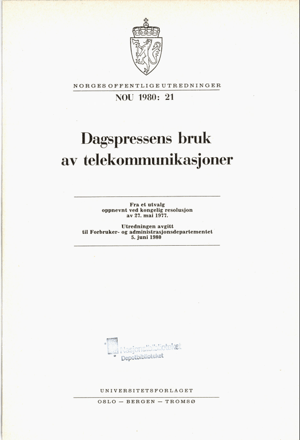 NORGES OFFENTLIGE UTREDNINGER
NOU 1980: 21
Dagspressens bruk
av telekommunikasjoner
Fra et utvalg
oppnevnt ved kongelig resolusjon
av 27. mai 1977.
Utredningen avgitt
til Forbruker- og administrasjonsdepartementet
5. juni 1980
Depotbiblioteket
UNIVERSITETSFORLAGET
OSLO — BERGEN — TROMSØ